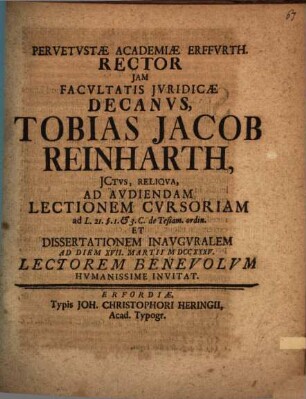 67
PERVETVSTÆ ACADEMIÆ ERFFVRTH.
RECTOR
JAM
FACVLTATIS JVRIDICÆ
DECANVS,
TOBIAS JACOB
REINHARTH,
JCTVS, RELIQVA,
AD AVDIENDAM
LECTIONEM CVRSORIAM
ad L. 21. §. 1. & 3. C. de Testam. ordin.
ET
DISSERTATIONEM INAVGVRALEM
AD DIEM XVII. MARTII MDCCXXXV.
LECTOREM BENEVOLVM
HVMANISSIME INVITAT.
ERFORDIÆ,
Typis JOH. CHRISTOPHORI HERINGII,
Acad. Typogr.